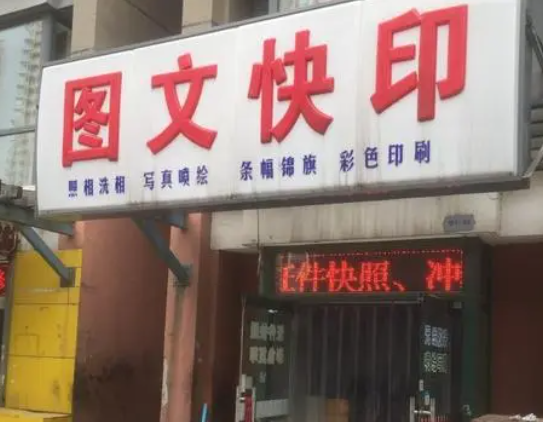 图文快印
照相洗相 写真喷绘 条幅锦旗 彩色印刷
证件快照、冲